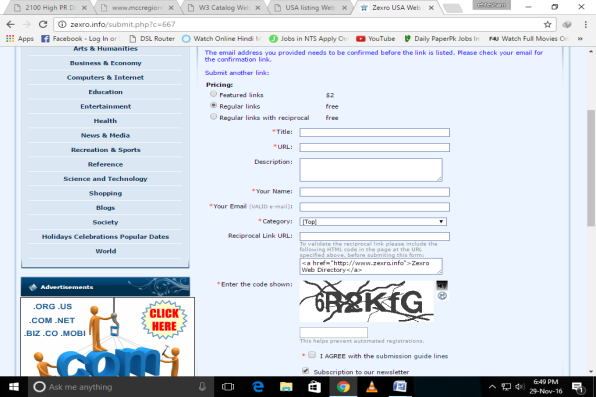 2100 High PR Di
www.mccregion
W3 Catalog Web
USA listing Web
Zexro USA Web
zexro.info/submit.php?c=667
Apps
Facebook - Log In or
DSL Router
Watch Online Hindi M
Jobs in NTS Apply On
YouTube
Daily PaperPk Jobs In
Watch Full Movies On
Arts & Humanities
Business & Economy
Computers & Internet
Education
Entertainment
Health
News & Media
Recreation & Sports
Reference
Science and Technology
Shopping
Blogs
Society
Holidays Celebrations Popular Dates
World
Advertisements
.ORG .US
.COM .NET
.BIZ .CO .MOBI
CLICK
HERE
com
The email address you provided needs to be confirmed before the link is listed. Please check your email for
the confirmation link.
Submit another link:
Pricing:
Featured links $2
Regular links free
Regular links with reciprocal free
*Title:
*URL:
Description:
*Your Name:
*Your Email (VALID e-mail):
*Category: [Top]
Reciprocal Link URL:
To validate the reciprocal link please include the
following HTML code in the page at the URL
specified above, before submiting this form:
<a href="http://www.zexro.info">Zexro
Web Directory</a>
*Enter the code shown:
6R2KfG
This helps prevent automated registrations.
* I AGREE with the submission guide lines
Subscription to our newsletter
Ask me anything
6:49 PM
29-Nov-16